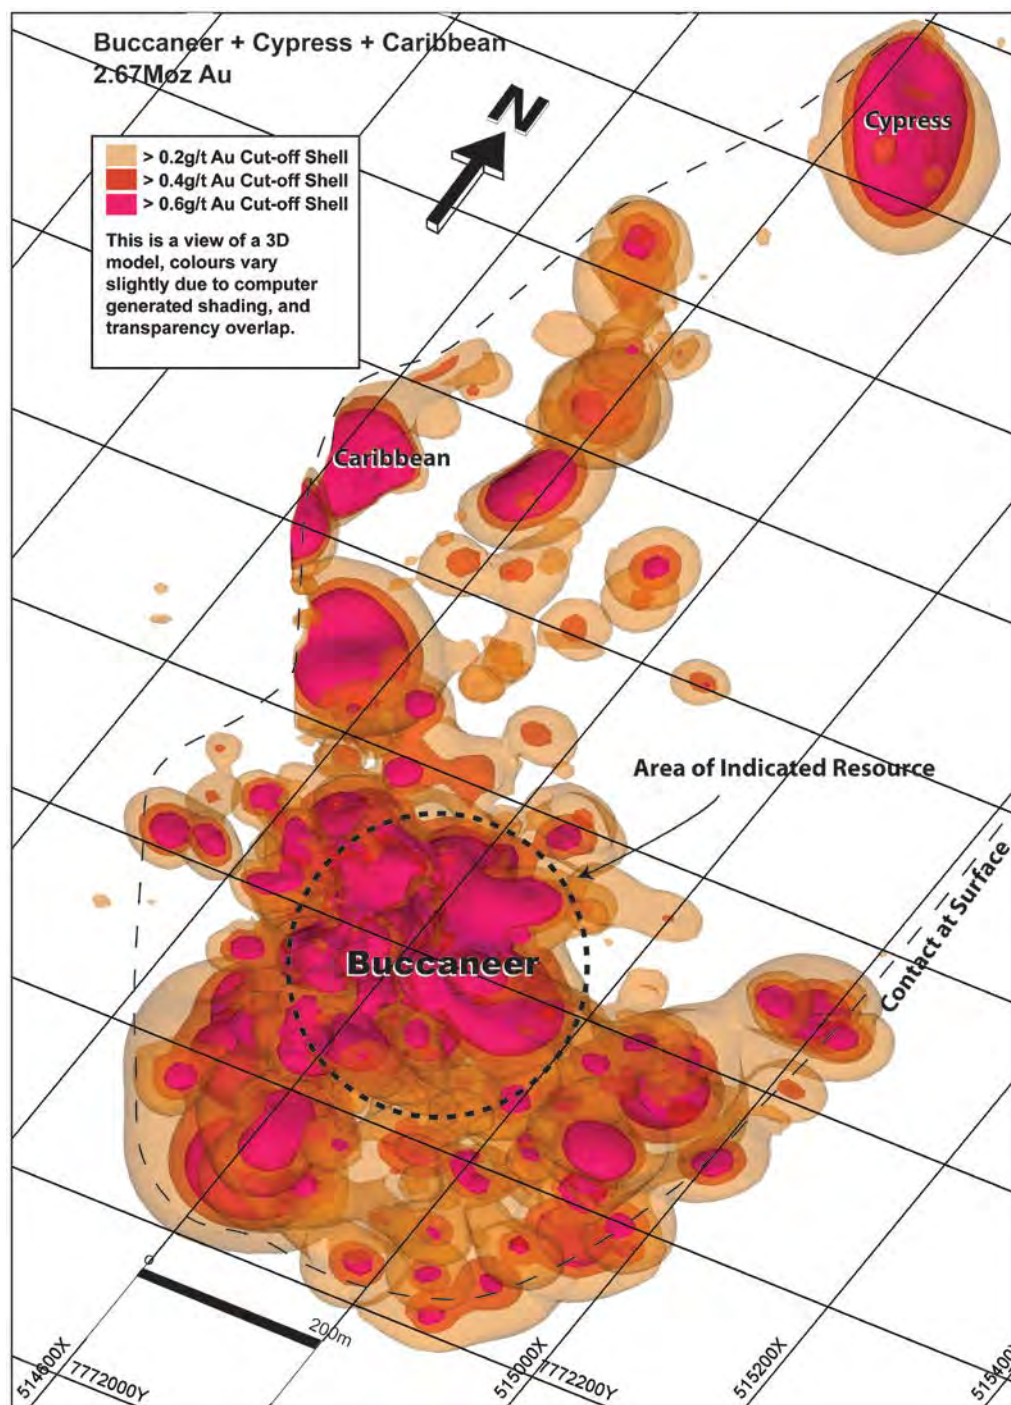 Buccaneer + Cypress + Caribbean
2.67Moz Au
N
> 0.2g/t Au Cut-off Shell
> 0.4g/t Au Cut-off Shell
> 0.6g/t Au Cut-off Shell
This is a view of a 3D
model, colours vary
slightly due to computer
generated shading, and
transparency overlap.
Cypress
Caribbean
Area of Indicated Resource
Buccaneer
Contact at Surface
0
200m
514600X
7772000Y
515000X
7772200Y
515200X
515400X